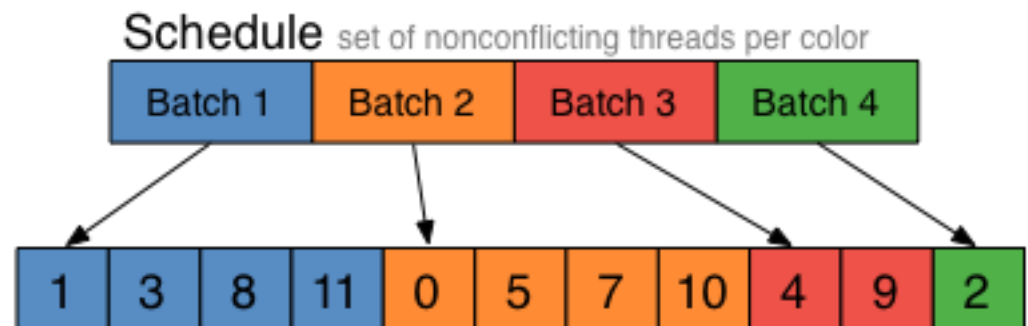 Schedule set of nonconflicting threads per color
Batch 1 Batch 2 Batch 3 Batch 4
1 3 8 11 0 5 7 10 4 9 2